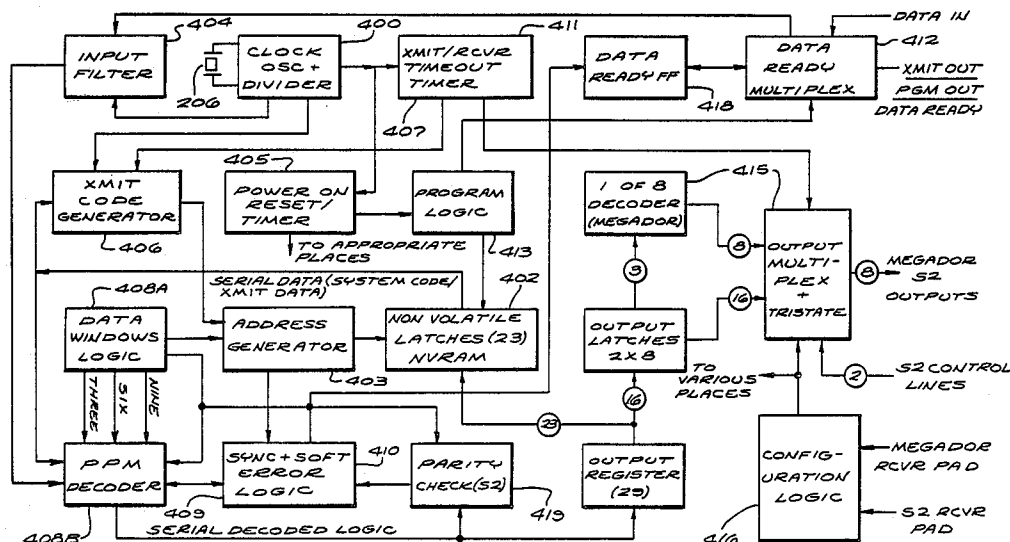 404
400
411
DATA IN
INPUT
FILTER
206
CLOCK
OSC +
DIVIDER
XMIT/RCVR
TIMEOUT
TIMER
407
DATA
READY FF
418
DATA
READY
MULTIPLEX
412
XMIT OUT
PGM OUT
DATA READY
XMIT
CODE
GENERATOR
406
405
POWER ON
RESET/
TIMER
TO APPROPRIATE
PLACES
PROGRAM
LOGIC
413
1 OF 8
DECODER
(MEGADOR)
415
8
OUTPUT
MULTI-
PLEX
+
TRISTATE
8
MEGADOR
S2
OUTPUTS
3
SERIAL DATA (SYSTEM CODE/
XMIT DATA)
402
408A
DATA
WINDOWS
LOGIC
ADDRESS
GENERATOR
403
NON VOLATILE
LATCHES (23)
NVRAM
OUTPUT
LATCHES
2X8
16
TO
VARIOUS
PLACES
2
S2 CONTROL
LINES
THREE
SIX
NINE
16
23
PPM
DECODER
408B
SYNC + SOFT
ERROR
LOGIC
410
409
PARITY
CHECK (S2)
419
OUTPUT
REGISTER
(29)
CONFIG-
URATION
LOGIC
416
MEGADOR
RCVR PAD
S2 RCVR
PAD
SERIAL DECODED LOGIC